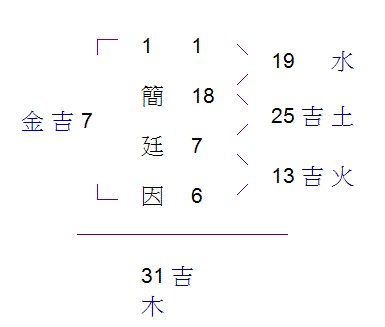 1 1
19 水
簡 18
25 吉 土
金 吉 7
廷 7
13 吉 火
因 6
31 吉
木